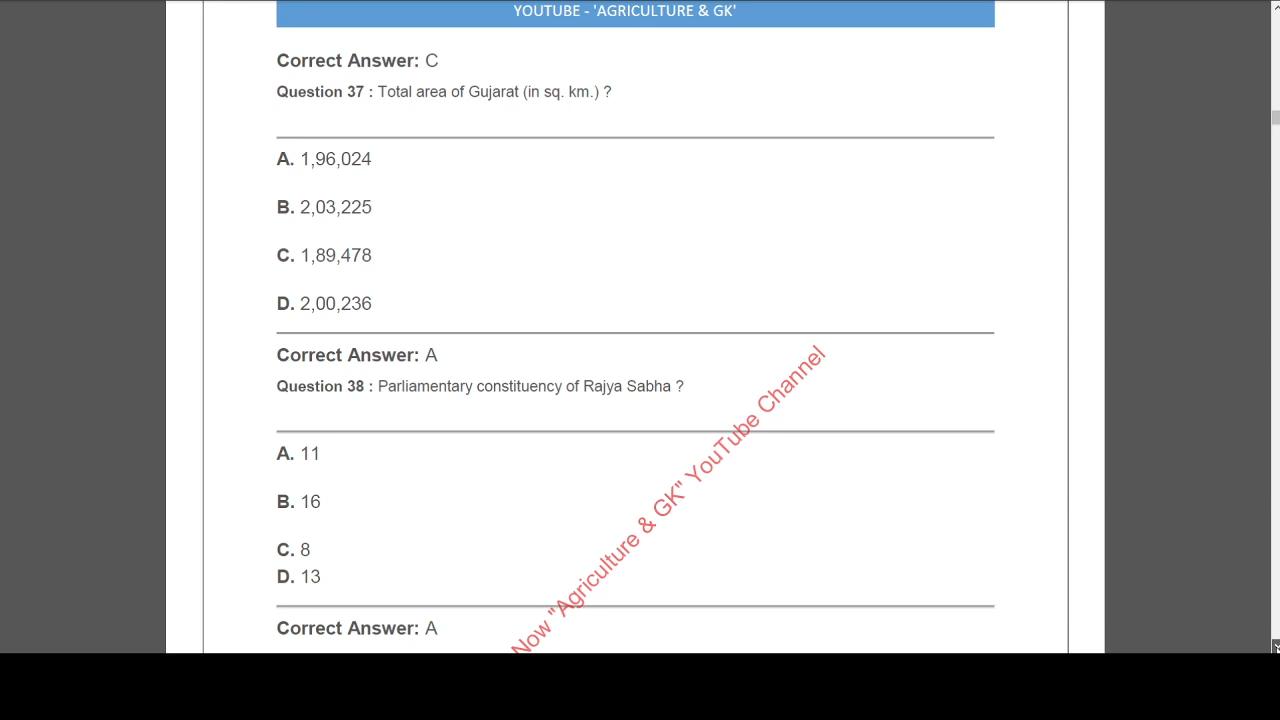 YOUTUBE - 'AGRICULTURE & GK'
Correct Answer: C
Question 37 : Total area of Gujarat (in sq. km.) ?
A. 1,96,024
B. 2,03,225
C. 1,89,478
D. 2,00,236
Correct Answer: A
Question 38 : Parliamentary constituency of Rajya Sabha ?
A. 11
B. 16
C. 8
D. 13
Correct Answer: A
Now "Agriculture & GK" YouTube Channel